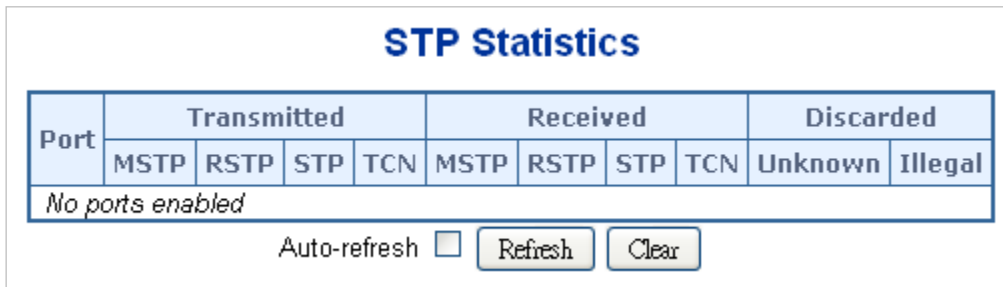 STP Statistics
Port Transmitted Received Discarded
MSTP RSTP STP TCN MSTP RSTP STP TCN Unknown Illegal
No ports enabled
Auto-refresh Refresh Clear